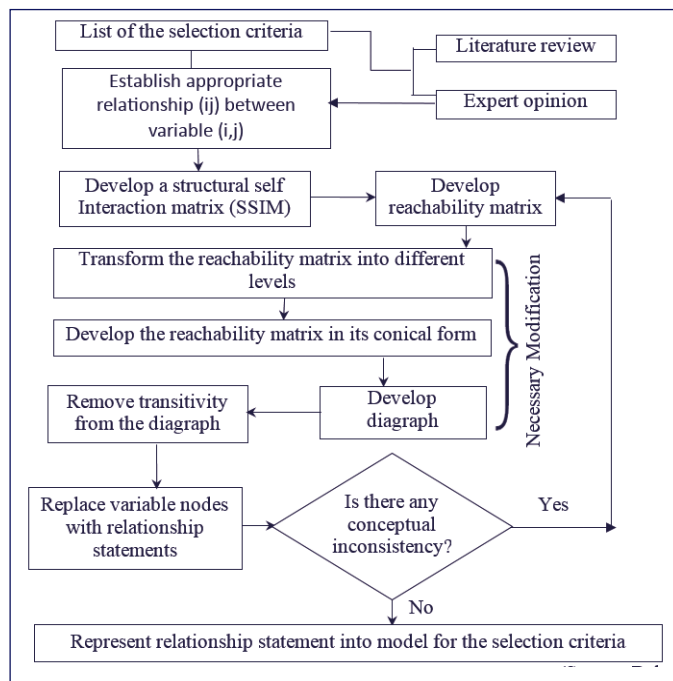 List of the selection criteria
Literature review
Establish appropriate
relationship (ij) between
variable (i,j)
Expert opinion
Develop a structural self
Interaction matrix (SSIM)
Develop
reachability matrix
Transform the reachability matrix into different
levels
Develop the reachability matrix in its conical form
Necessary Modification
Remove transitivity
from the diagraph
Develop
diagraph
Replace variable nodes
with relationship
statements
Is there any
conceptual
inconsistency?
Yes
No
Represent relationship statement into model for the selection criteria